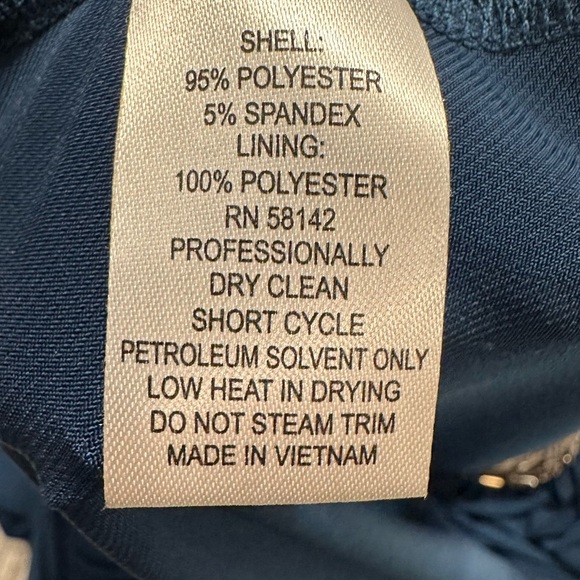 SHELL:
95% POLYESTER
5% SPANDEX
LINING:
100% POLYESTER
RN 58142
PROFESSIONALLY
DRY CLEAN
SHORT CYCLE
PETROLEUM SOLVENT ONLY
LOW HEAT IN DRYING
DO NOT STEAM TRIM
MADE IN VIETNAM